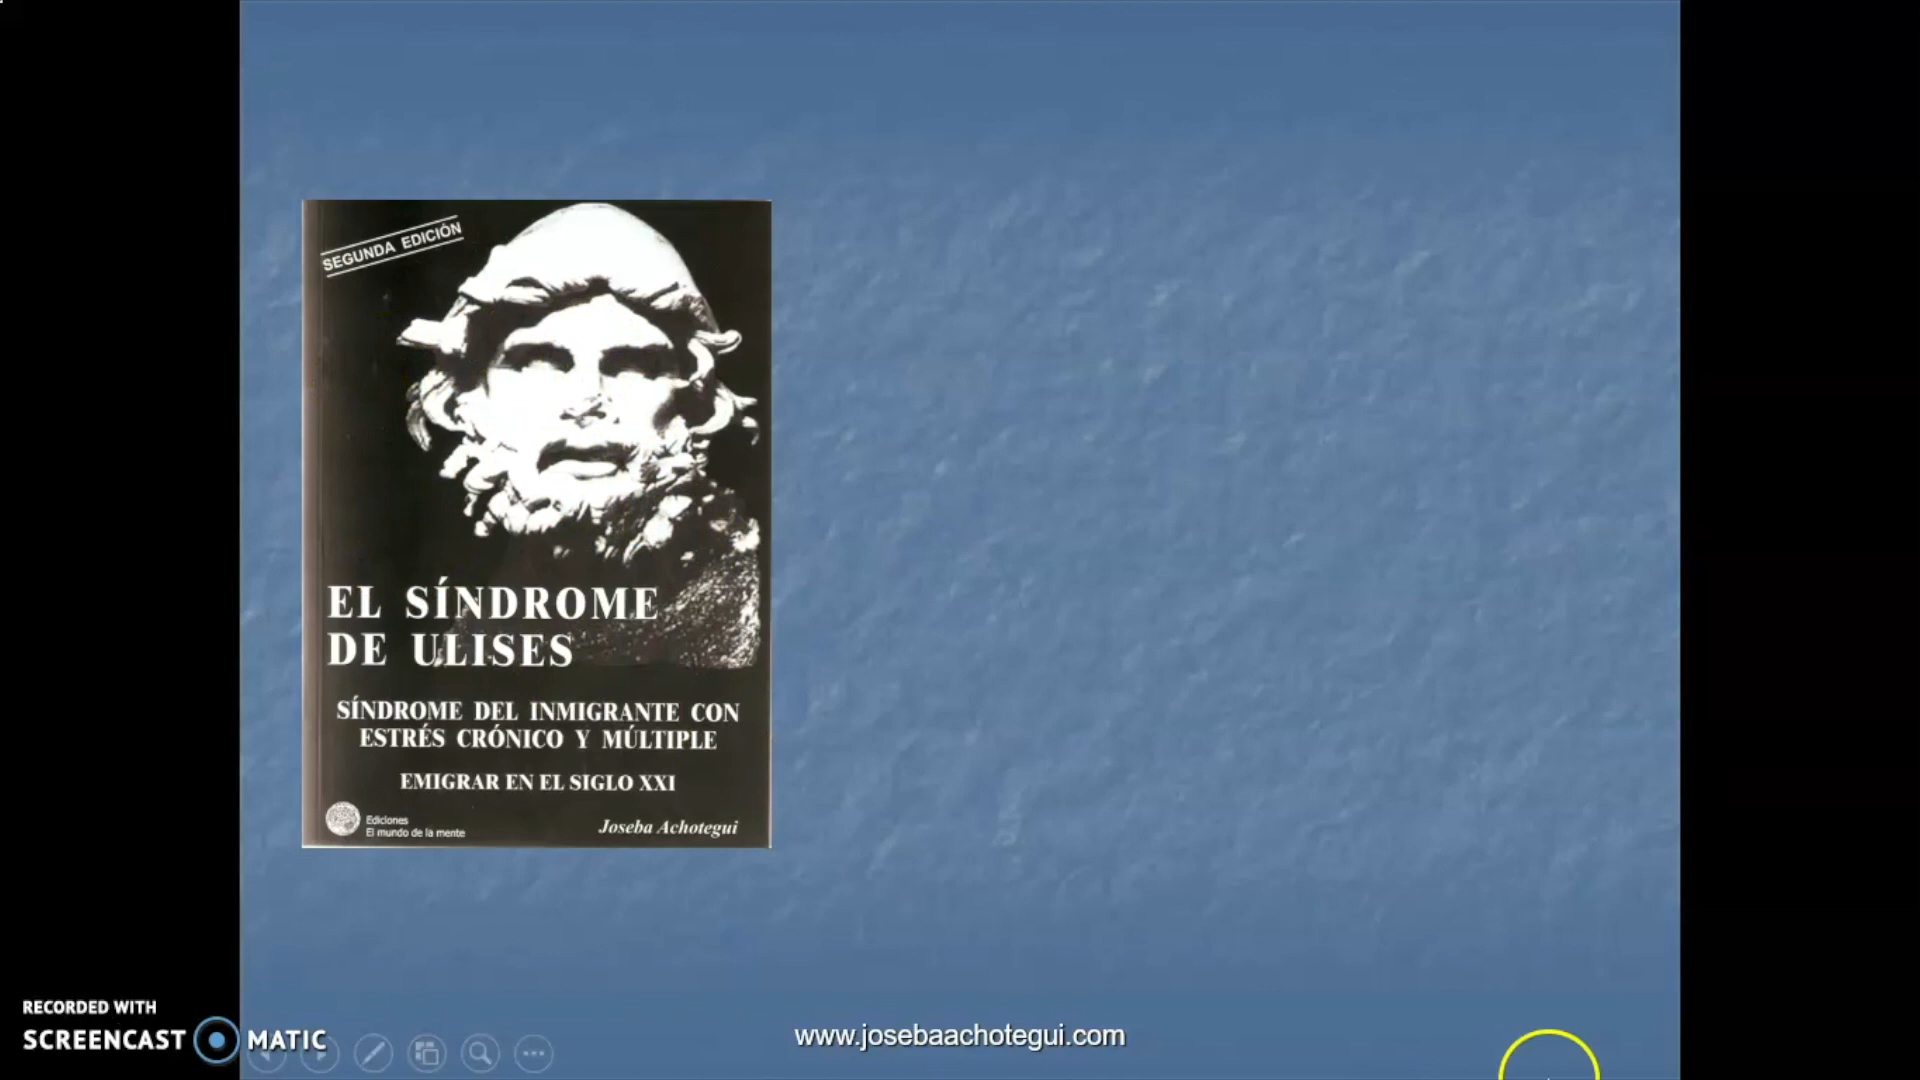 SEGUNDA EDICIÓN
EL SÍNDROME
DE ULISES
SÍNDROME DEL INMIGRANTE CON
ESTRÉS CRÓNICO Y MÚLTIPLE
EMIGRAR EN EL SIGLO XXI
Ediciones
El mundo de la mente
Joseba Achotegui
RECORDED WITH
SCREENCAST MATIC
www.josebaachotegui.com